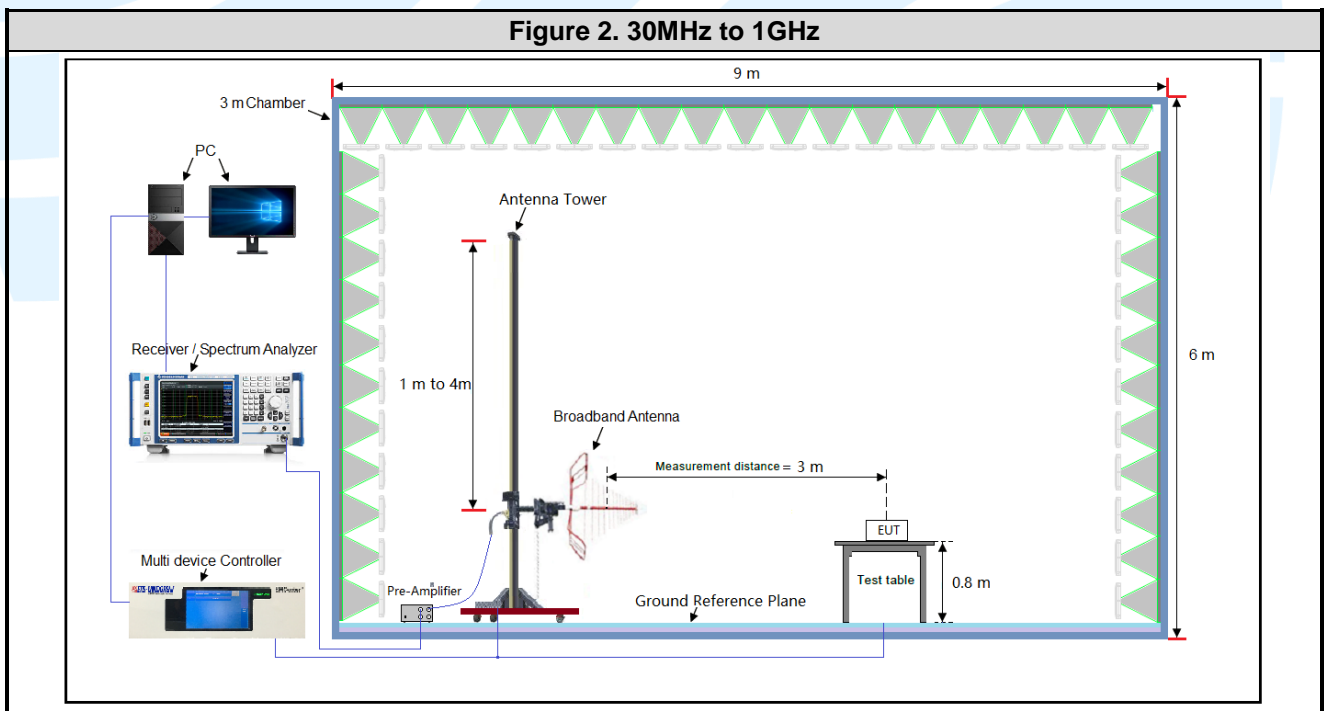 Figure 2. 30MHz to 1GHz
9 m
3 m Chamber
PC
Antenna Tower
Receiver / Spectrum Analyzer
1 m to 4m
6 m
Broadband Antenna
Measurement distance = 3 m
EUT
Multi device Controller
Test table
0.8 m
Pre-Amplifier
Ground Reference Plane